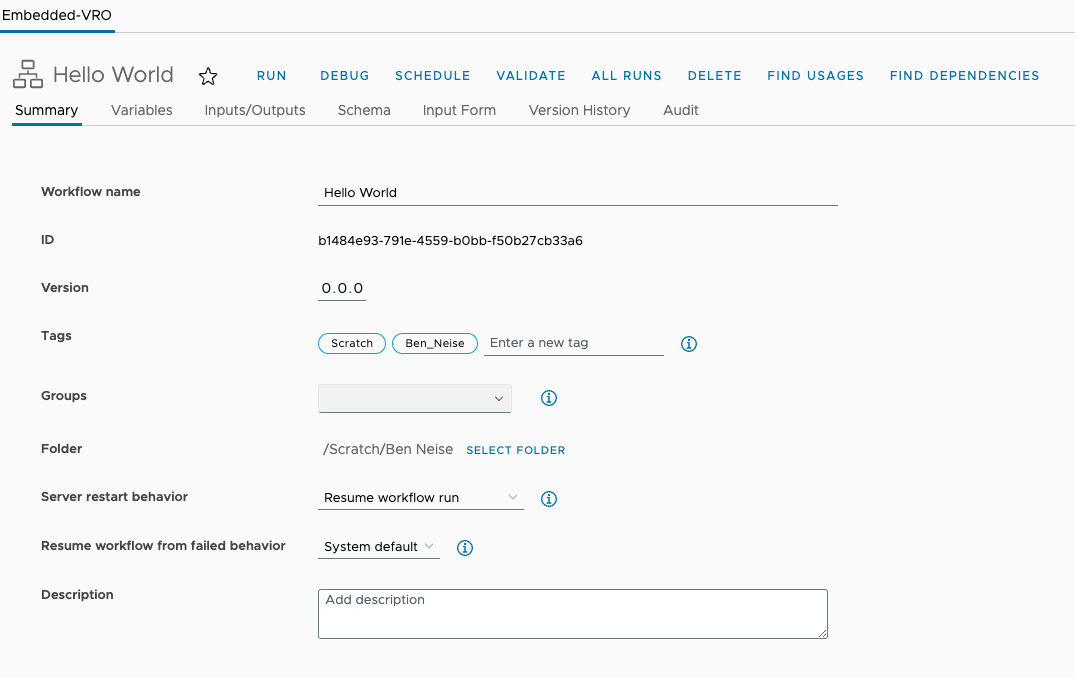 Embedded-VRO
Hello World RUN DEBUG SCHEDULE VALIDATE ALL RUNS DELETE FIND USAGES FIND DEPENDENCIES
Summary Variables Inputs/Outputs Schema Input Form Version History Audit
Workflow name Hello World
ID b1484e93-791e-4559-b0bb-f50b27cb33a6
Version 0.0.0
Tags Scratch Ben_Neise Enter a new tag
Groups
Folder /Scratch/Ben Neise SELECT FOLDER
Server restart behavior Resume workflow run
Resume workflow from failed behavior System default
Description Add description